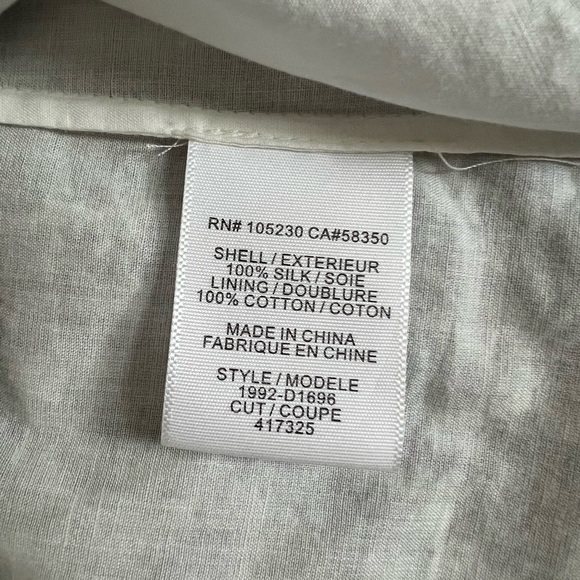 RN# 105230 CA#58350
SHELL / EXTERIEUR
100% SILK / SOIE
LINING / DOUBLURE
100% COTTON / COTON
MADE IN CHINA
FABRIQUE EN CHINE
STYLE / MODELE
1992-D1696
CUT / COUPE
417325